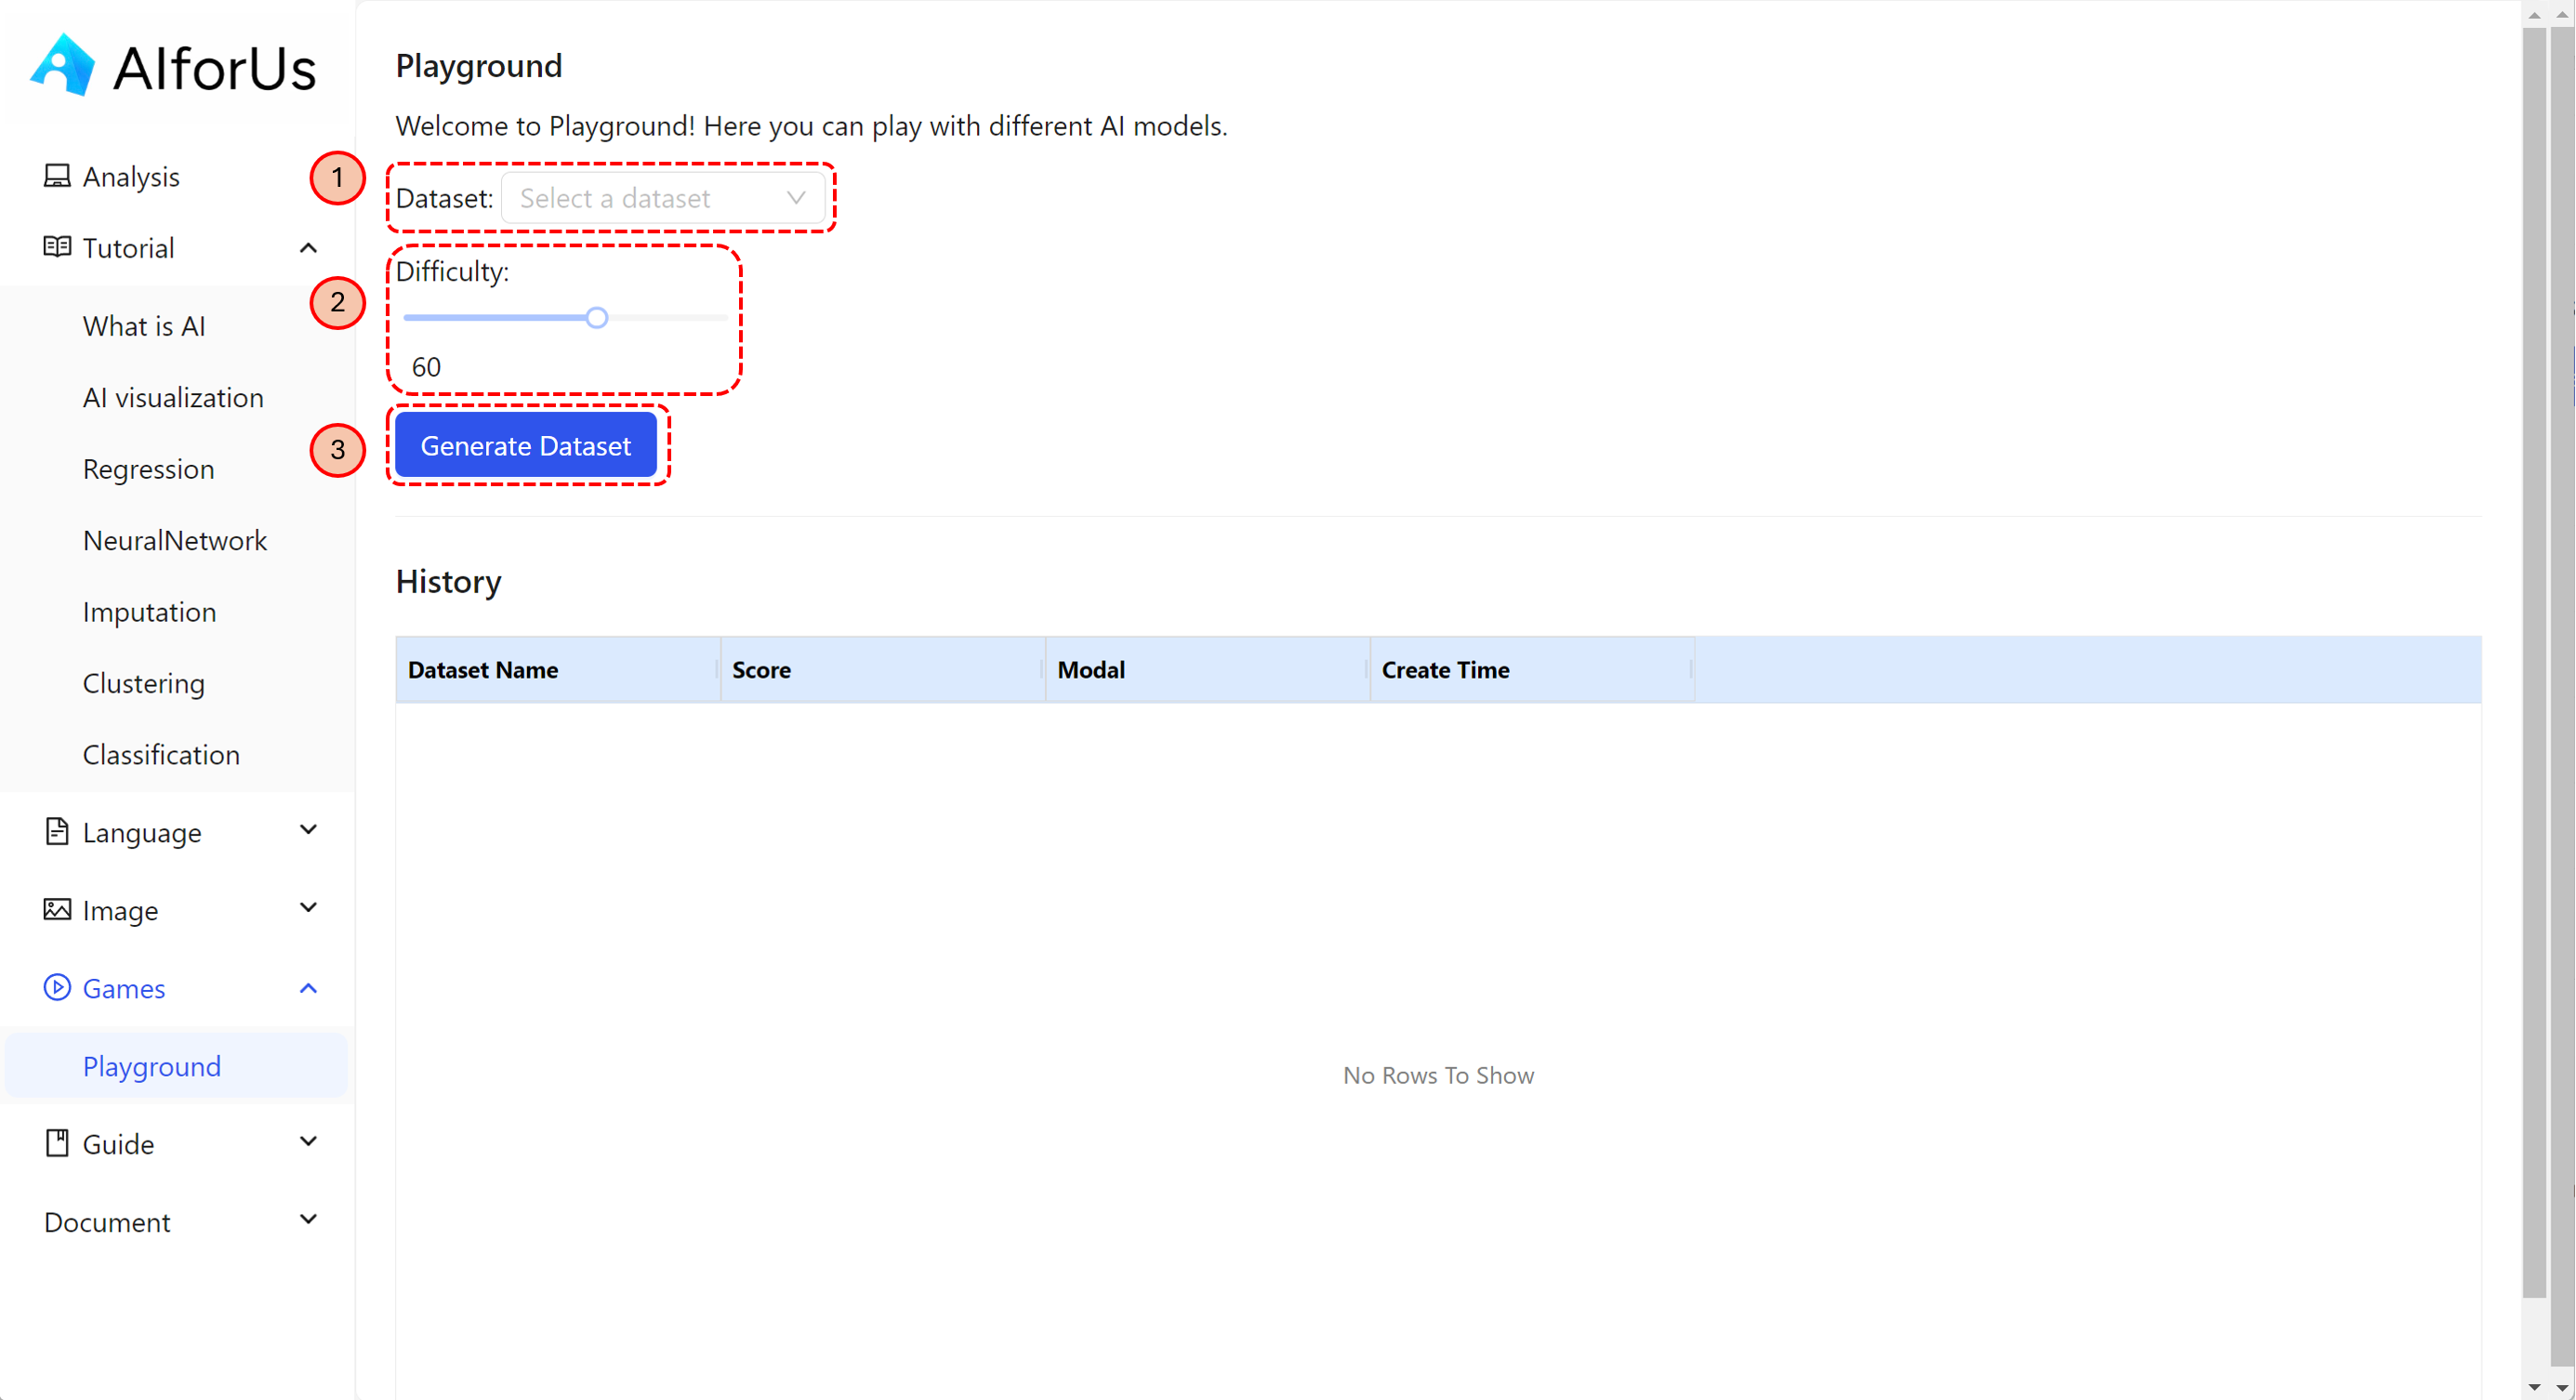 AIforUs
Analysis
Tutorial
What is AI
AI visualization
Regression
NeuralNetwork
Imputation
Clustering
Classification
Language
Image
Games
Playground
Guide
Document
Playground
Welcome to Playground! Here you can play with different AI models.
1
Dataset: Select a dataset
2
Difficulty:
60
3
Generate Dataset
History
Dataset Name Score Modal Create Time
No Rows To Show